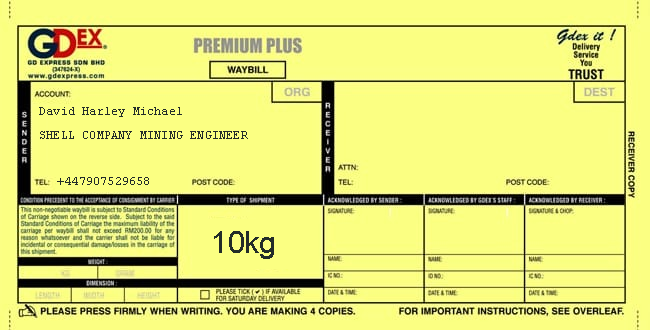 GDEX
GD EXPRESS SDN BHD
(347624-X)
www.gdexpress.com
PREMIUM PLUS
WAYBILL
Gdex it !
Delivery
Service
You
TRUST
SENDER
ACCOUNT:
ORG
David Harley Michael
SHELL COMPANY MINING ENGINEER
TEL: +447907529658 POST CODE:
RECEIVER
DEST
ATTN:
TEL: POST CODE:
RECEIVER COPY
CONDITION PRECEDENT TO THE ACCEPTANCE OF CONSIGNMENT BY CARRIER
This non-negotiable waybill is subject to Standard Conditions
of Carriage shown on the reverse side. Subject to the said
Standard Conditions of Carriage the maximum liability of the
carriage per waybill shall not exceed RM200.00 for any
reason whatsoever and the carrier shall not be liable for
incidental or consequential damage/losses in the carriage of
this shipment.
WEIGHT :
KG GRAM
DIMENSION :
LENGTH WIDTH HEIGHT
TYPE OF SHIPMENT
10kg
PLEASE TICK ( ✓ ) IF AVAILABLE
FOR SATURDAY DELIVERY
ACKNOWLEDGED BY SENDER :
SIGNATURE:
NAME:
IC NO.:
DATE & TIME:
ACKNOWLEDGED BY GDEX'S STAFF :
SIGNATURE:
NAME:
ID NO.:
DATE & TIME:
ACKNOWLEDGED BY RECEIVER :
SIGNATURE & CHOP:
NAME:
IC NO.:
DATE & TIME:
PLEASE PRESS FIRMLY WHEN WRITING. YOU ARE MAKING 4 COPIES.
FOR IMPORTANT INSTRUCTIONS, SEE OVERLEAF.